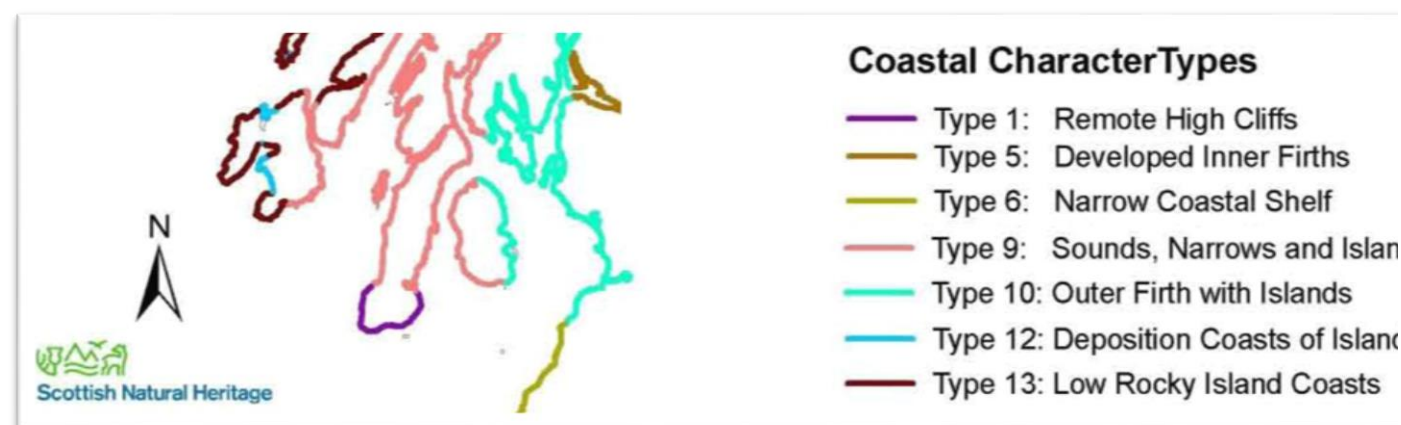 Coastal CharacterTypes
Type 1: Remote High Cliffs
Type 5: Developed Inner Firths
Type 6: Narrow Coastal Shelf
Type 9: Sounds, Narrows and Islan
Type 10: Outer Firth with Islands
Type 12: Deposition Coasts of Islanc
Type 13: Low Rocky Island Coasts
N
Scottish Natural Heritage